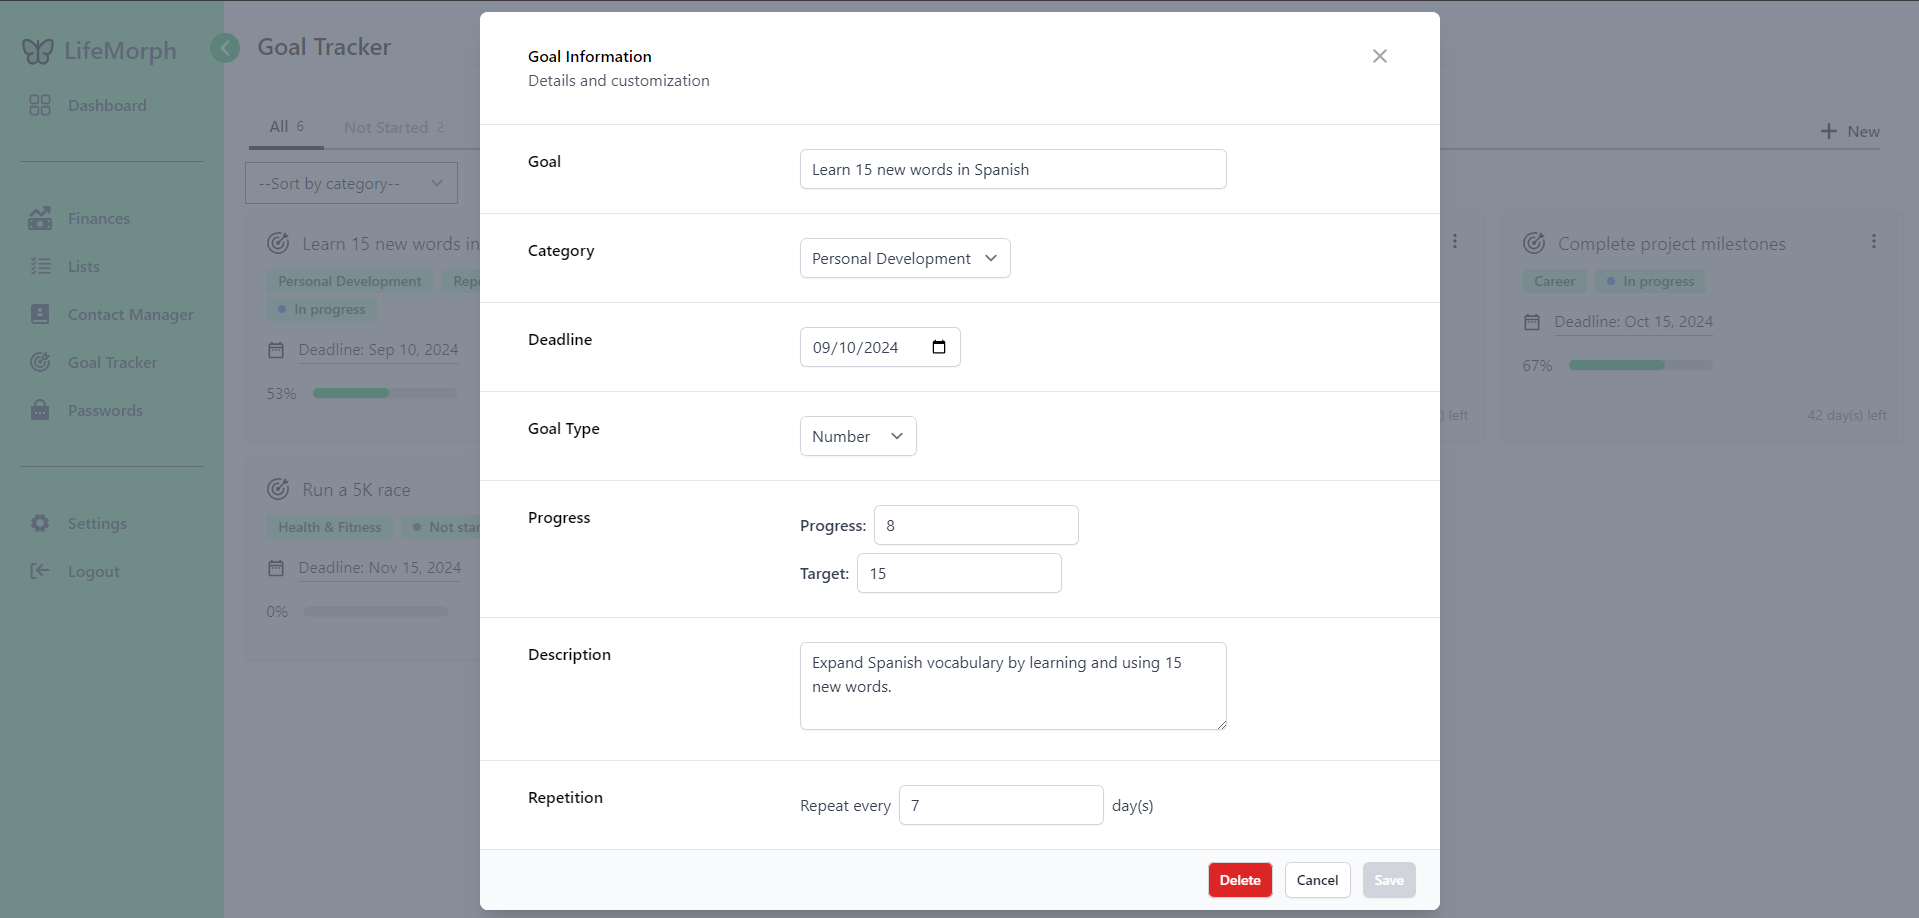 LifeMorph
Dashboard
Finances
Lists
Contact Manager
Goal Tracker
Passwords
Settings
Logout
Goal Tracker
All 6
Not Started 2
New
--Sort by category--
Learn 15 new words in
Personal Development
In progress
Deadline: Sep 10, 2024
53%
Run a 5K race
Health & Fitness
Deadline: Nov 15, 2024
0%
Goal Information
Details and customization
Goal
Learn 15 new words in Spanish
Category
Personal Development
Deadline
09/10/2024
Goal Type
Number
Progress
Progress: 8
Target: 15
Description
Expand Spanish vocabulary by learning and using 15
new words.
Repetition
Repeat every 7 day(s)
Delete
Cancel
Save
) left
Complete project milestones
Career
In progress
Deadline: Oct 15, 2024
67%
42 day(s) left